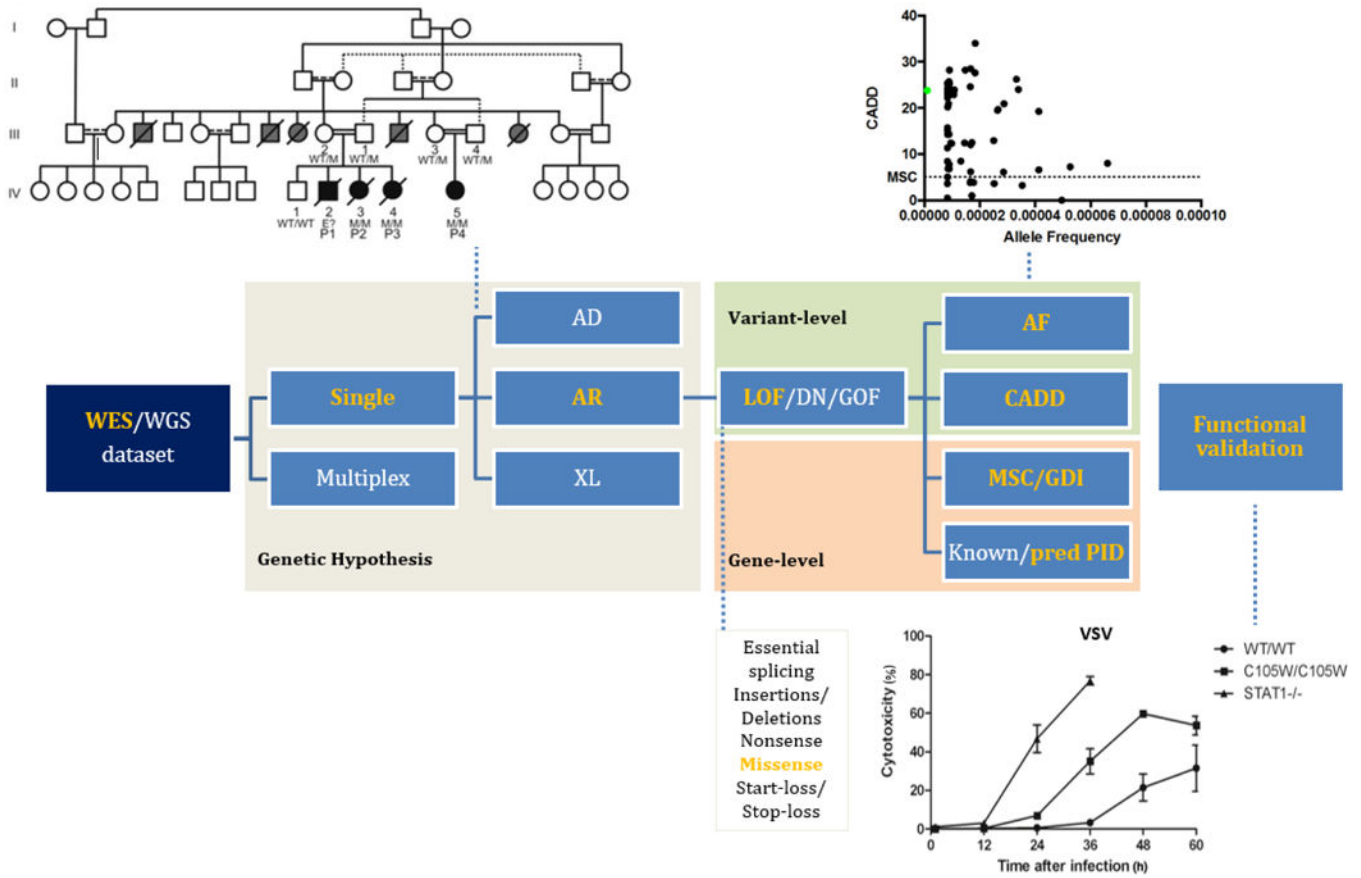 I
II
III
IV
2
1
3
4
WT/M
WT/M
WT/M
WT/M
1
2
3
4
5
WT/WT
E?
M/M
M/M
M/M
P1
P2
P3
P4
40
30
20
10
MSC
0
CADD
0.00000
0.00002
0.00004
0.00006
0.00008
0.00010
Allele Frequency
WES/WGS
dataset
Single
Multiplex
AD
AR
XL
Genetic Hypothesis
Variant-level
LOF/DN/GOF
Gene-level
AF
CADD
MSC/GDI
Known/pred PID
Functional
validation
Essential
splicing
Insertions/
Deletions
Nonsense
Missense
Start-loss/
Stop-loss
VSV
100
80
60
40
20
0
Cytotoxicity (%)
0
12
24
36
48
60
Time after infection (h)
WT/WT
C105W/C105W
STAT1-/-